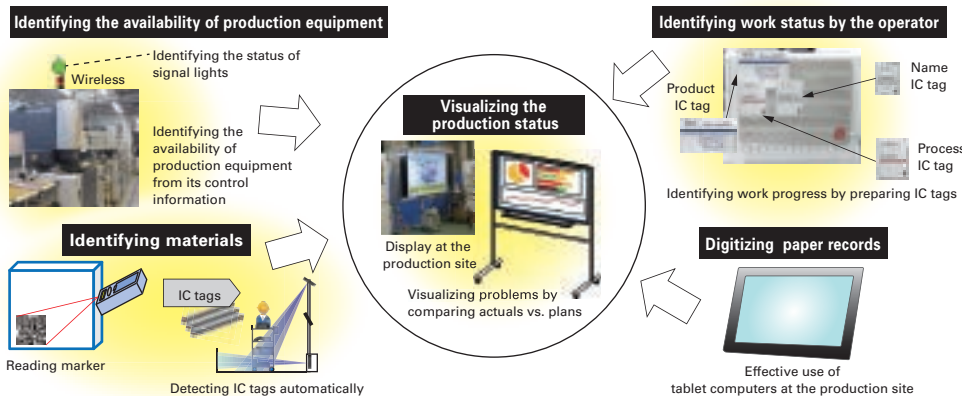 Identifying the availability of production equipment
Identifying the status of
signal lights
Wireless
Identifying the
availability of
production equipment
from its control
information
Identifying materials
IC tags
Reading marker
Detecting IC tags automatically
Visualizing the
production status
Display at the
production site
Visualizing problems by
comparing actuals vs. plans
Identifying work status by the operator
Product
IC tag
Name
IC tag
Process
IC tag
Identifying work progress by preparing IC tags
Digitizing paper records
Effective use of
tablet computers at the production site